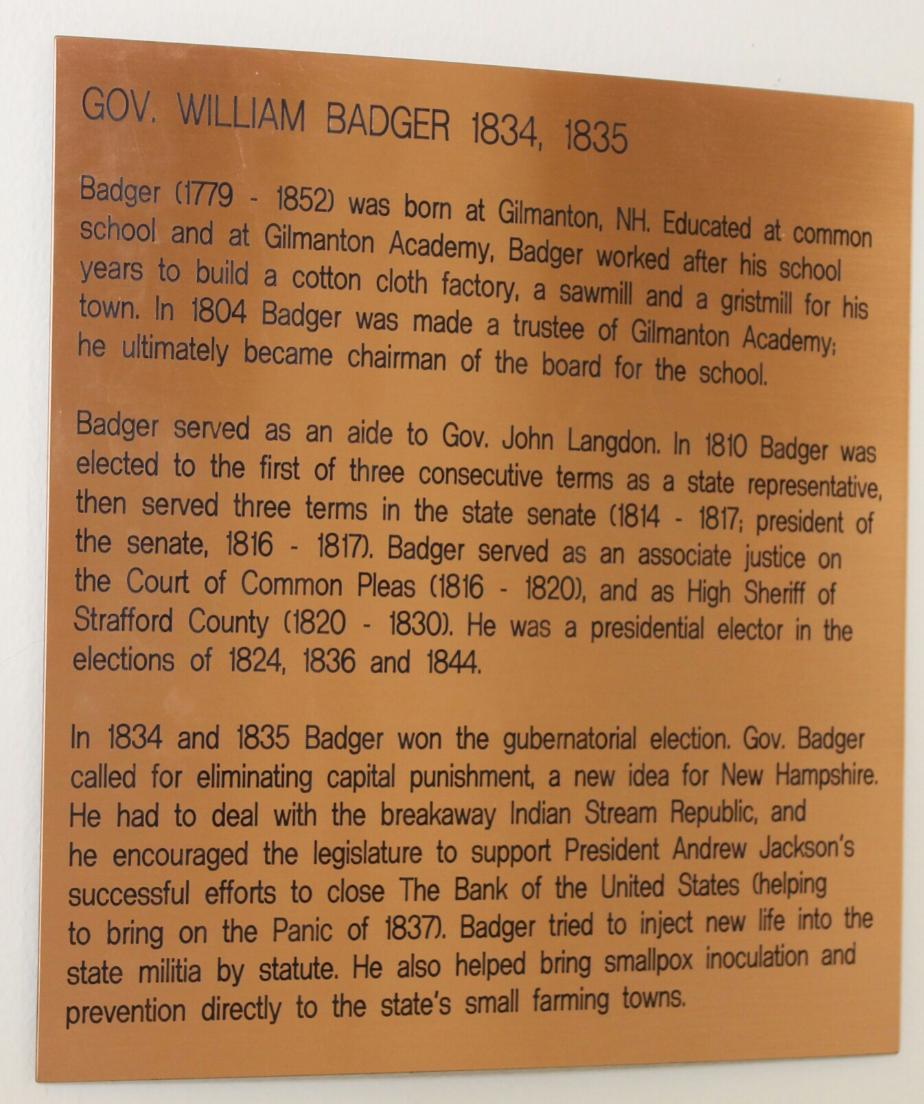 GOV. WILLIAM BADGER 1834, 1835
Badger (1779 - 1852) was born at Gilmanton, NH. Educated at common
school and at Gilmanton Academy, Badger worked after his school
years to build a cotton cloth factory, a sawmill and a gristmill for his
town. In 1804 Badger was made a trustee of Gilmanton Academy;
he ultimately became chairman of the board for the school.
Badger served as an aide to Gov. John Langdon. In 1810 Badger was
elected to the first of three consecutive terms as a state representative,
then served three terms in the state senate (1814 - 1817; president of
the senate, 1816 - 1817). Badger served as an associate justice on
the Court of Common Pleas (1816 - 1820), and as High Sheriff of
Strafford County (1820 - 1830). He was a presidential elector in the
elections of 1824, 1836 and 1844.
In 1834 and 1835 Badger won the gubernatorial election. Gov. Badger
called for eliminating capital punishment, a new idea for New Hampshire.
He had to deal with the breakaway Indian Stream Republic, and
he encouraged the legislature to support President Andrew Jackson's
successful efforts to close The Bank of the United States (helping
to bring on the Panic of 1837). Badger tried to inject new life into the
state militia by statute. He also helped bring smallpox inoculation and
prevention directly to the state's small farming towns.